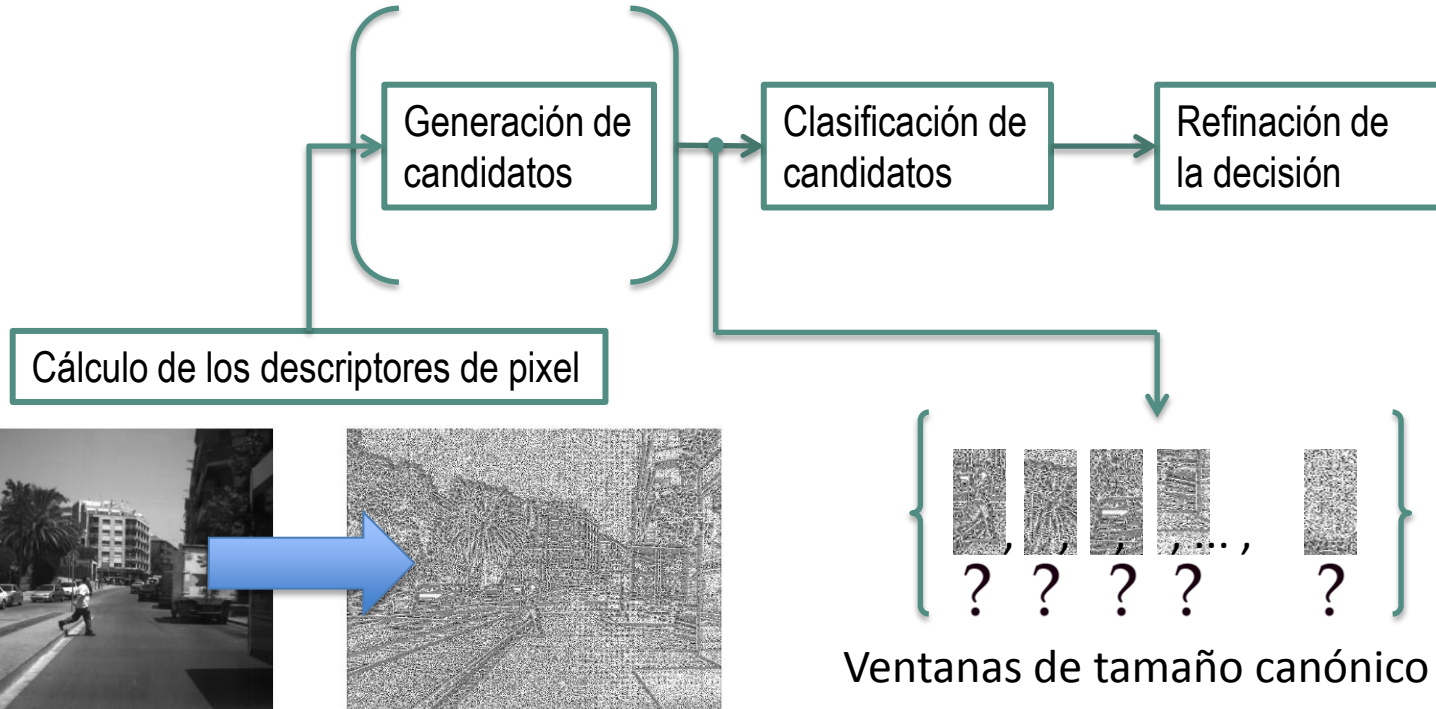 Generación de
candidatos
Clasificación de
candidatos
Refinación de
la decisión
Cálculo de los descriptores de pixel
, , , , ... ,
? ? ? ? ?
Ventanas de tamaño canónico